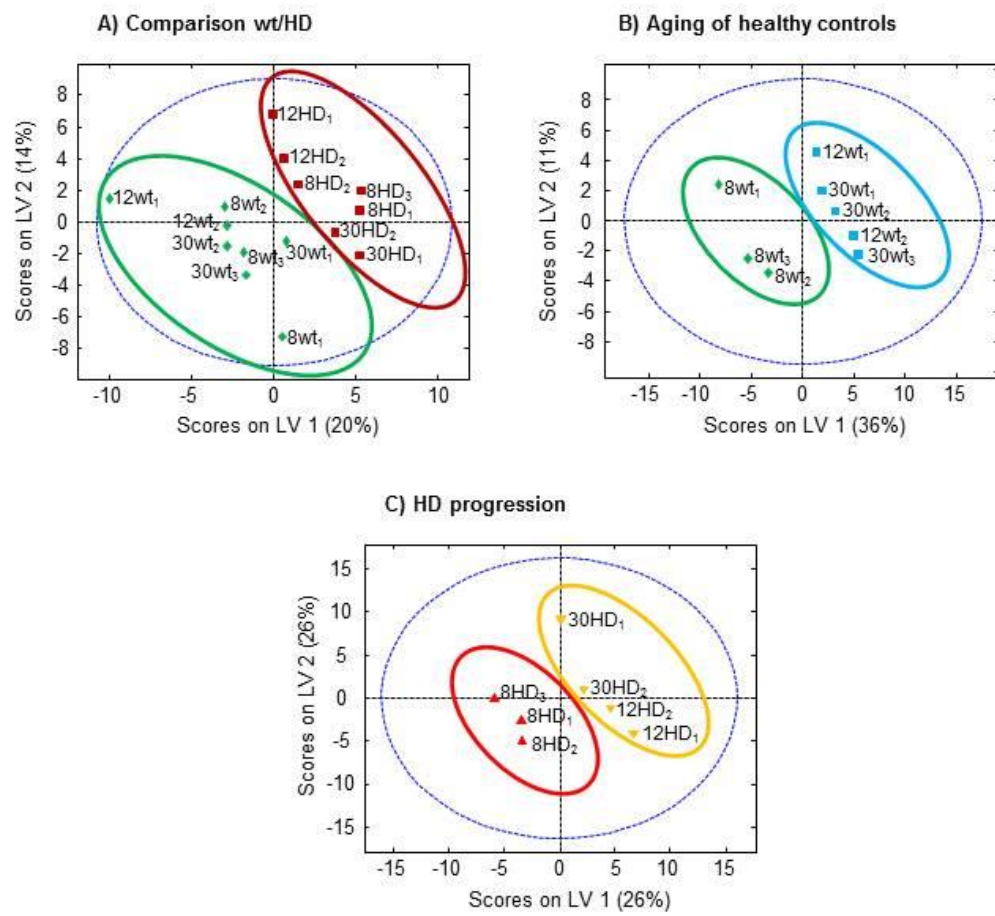 A) Comparison wt/HD
Scores on LV 2 (14%)
8
6
4
2
0
-2
-4
-6
-8
12HD₁
12HD₂
8HD₂
8HD₃
8HD₁
30HD₂
30HD₁
12wt₁
8wt₂
12wt₂
30wt₂
8wt₃
30wt₁
30wt₃
8wt₁
-10
-5
0
5
10
Scores on LV 1 (20%)
B) Aging of healthy controls
Scores on LV 2 (11%)
8
6
4
2
0
-2
-4
-6
-8
12wt₁
8wt₁
30wt₁
30wt₂
12wt₂
30wt₃
8wt₃
8wt₂
-15
-10
-5
0
5
10
15
Scores on LV 1 (36%)
C) HD progression
Scores on LV 2 (26%)
15
10
5
0
-5
-10
-15
30HD₁
30HD₂
8HD₃
12HD₂
8HD₁
12HD₁
8HD₂
-15
-10
-5
0
5
10
15
Scores on LV 1 (26%)